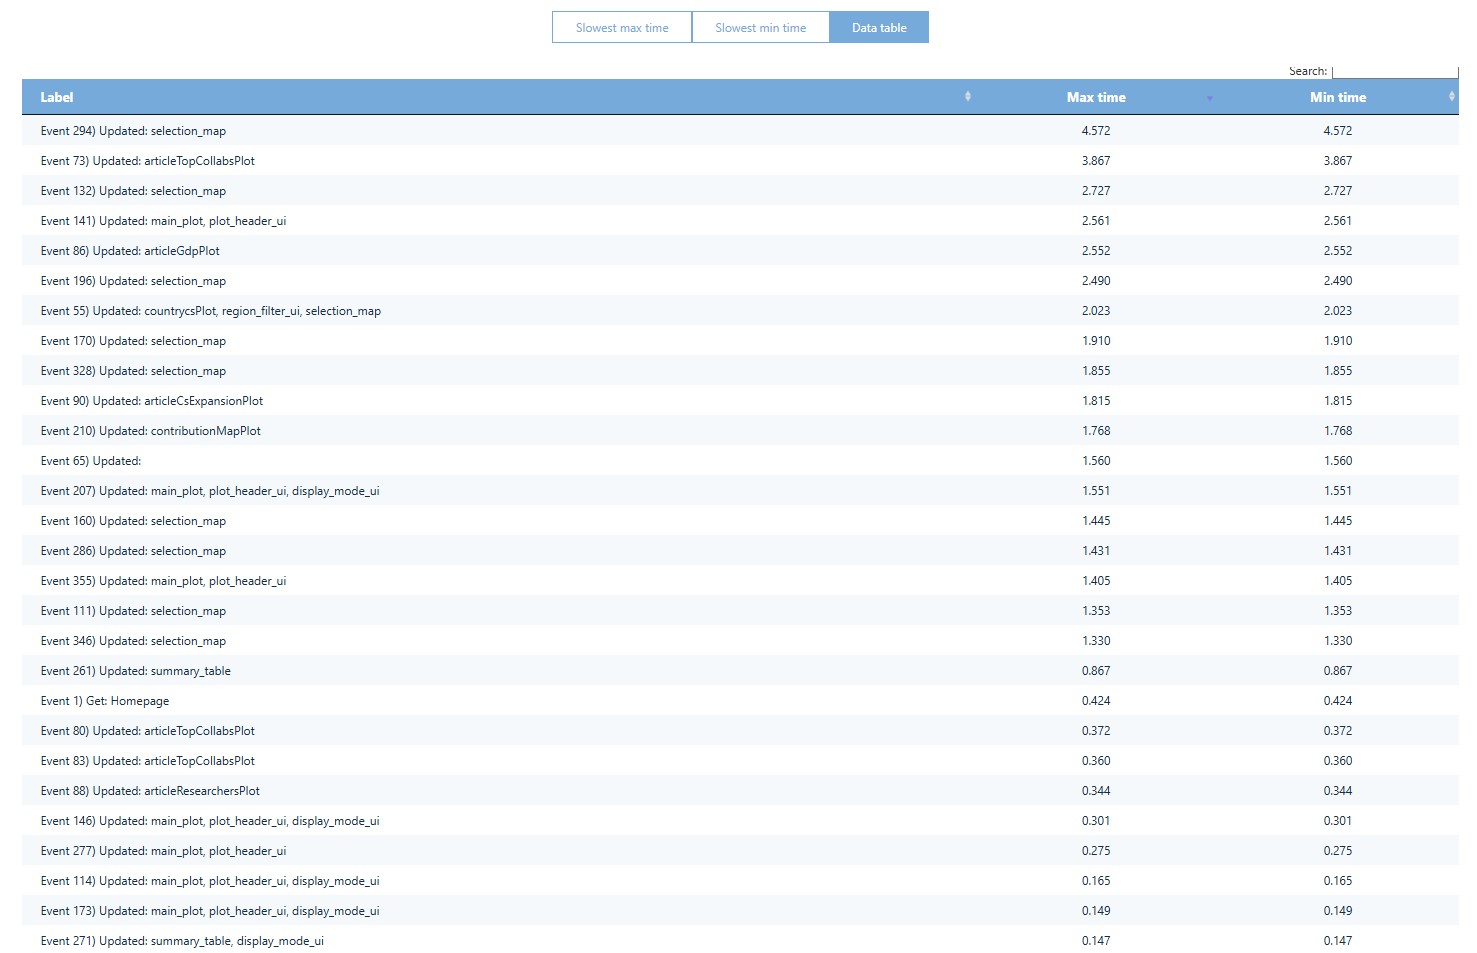 Slowest max time Slowest min time Data table
Search:
Label Max time Min time
Event 294) Updated: selection_map 4.572 4.572
Event 73) Updated: articleTopCollabsPlot 3.867 3.867
Event 132) Updated: selection_map 2.727 2.727
Event 141) Updated: main_plot, plot_header_ui 2.561 2.561
Event 86) Updated: articleGdpPlot 2.552 2.552
Event 196) Updated: selection_map 2.490 2.490
Event 55) Updated: countrycsPlot, region_filter_ui, selection_map 2.023 2.023
Event 170) Updated: selection_map 1.910 1.910
Event 328) Updated: selection_map 1.855 1.855
Event 90) Updated: articleCsExpansionPlot 1.815 1.815
Event 210) Updated: contributionMapPlot 1.768 1.768
Event 65) Updated: 1.560 1.560
Event 207) Updated: main_plot, plot_header_ui, display_mode_ui 1.551 1.551
Event 160) Updated: selection_map 1.445 1.445
Event 286) Updated: selection_map 1.431 1.431
Event 355) Updated: main_plot, plot_header_ui 1.405 1.405
Event 111) Updated: selection_map 1.353 1.353
Event 346) Updated: selection_map 1.330 1.330
Event 261) Updated: summary_table 0.867 0.867
Event 1) Get: Homepage 0.424 0.424
Event 80) Updated: articleTopCollabsPlot 0.372 0.372
Event 83) Updated: articleTopCollabsPlot 0.360 0.360
Event 88) Updated: articleResearchersPlot 0.344 0.344
Event 146) Updated: main_plot, plot_header_ui, display_mode_ui 0.301 0.301
Event 277) Updated: main_plot, plot_header_ui 0.275 0.275
Event 114) Updated: main_plot, plot_header_ui, display_mode_ui 0.165 0.165
Event 173) Updated: main_plot, plot_header_ui, display_mode_ui 0.149 0.149
Event 271) Updated: summary_table, display_mode_ui 0.147 0.147